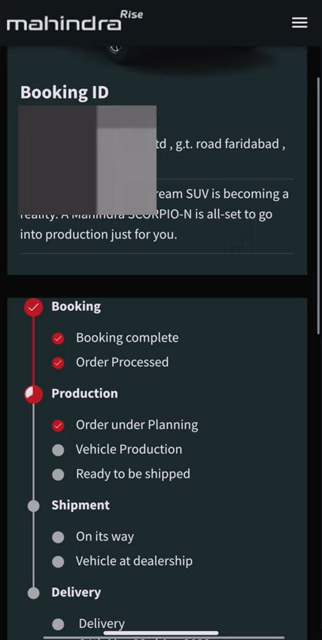 mahindra Rise
Booking ID
td , g.t. road faridabad ,
ream SUV is becoming a
reality. A Mahindra SCORPIO-N is all-set to go
into production just for you.
Booking
Booking complete
Order Processed
Production
Order under Planning
Vehicle Production
Ready to be shipped
Shipment
On its way
Vehicle at dealership
Delivery
Delivery